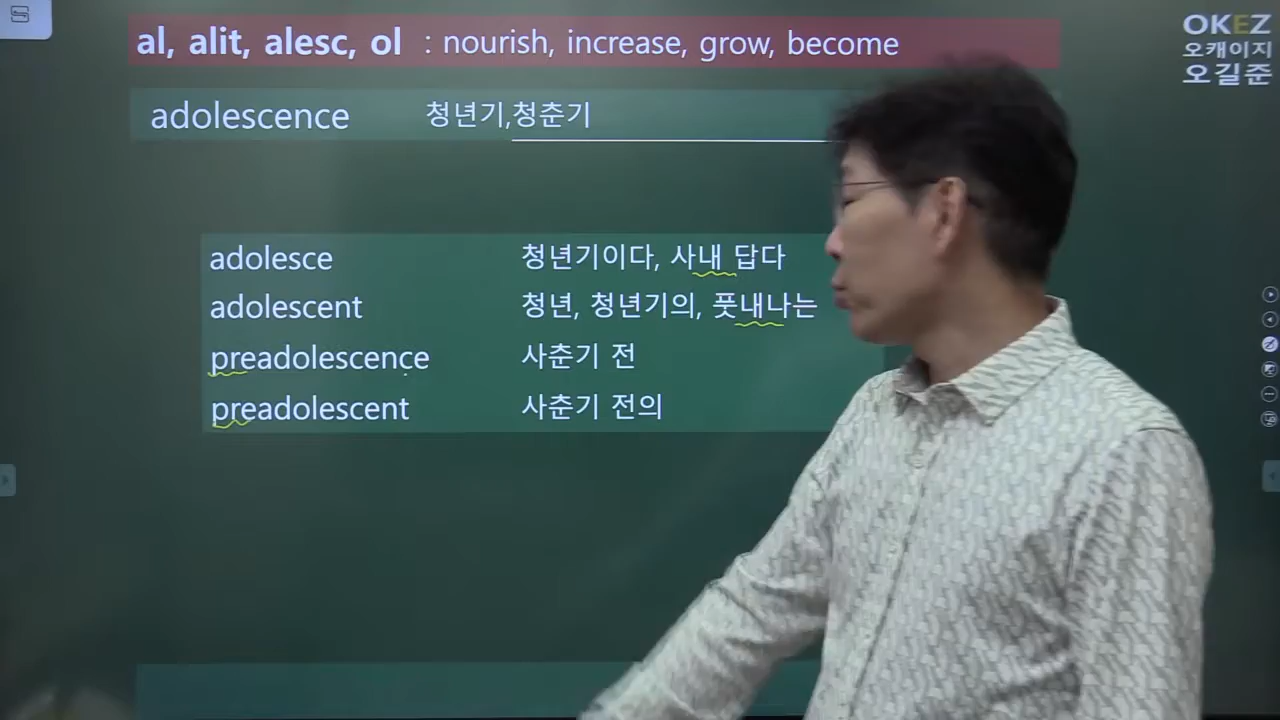 al, alit, alesc, ol : nourish, increase, grow, become
OKEZ
오캐이지
오길준
adolescence 청년기,청춘기
adolesce 청년기이다, 사내 답다
adolescent 청년, 청년기의, 풋내나는
preadolescence 사춘기 전
preadolescent 사춘기 전의